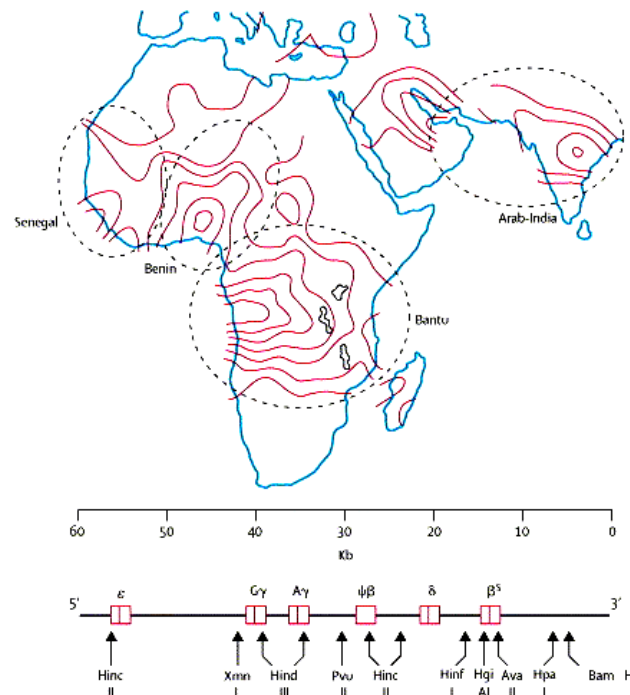 Senegal
Benin
Arab-India
Bantu
60 50 40 30 20 10 0
Kb
ε Gγ Aγ ψβ δ βˢ
5' 3'
Hinc Xmn Hind Pvu Hinc Hinf Hgi Ava Hpa Bam H
II I III II II I AI II